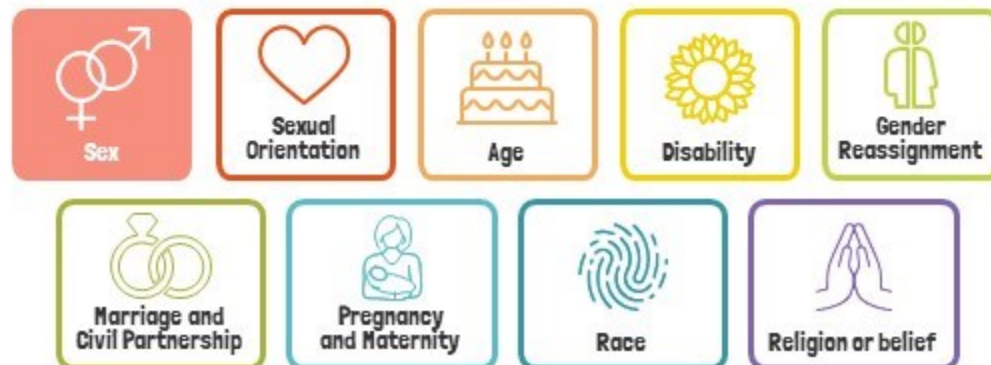 Sex
Sexual
Orientation
Age
Disability
Gender
Reassignment
Marriage and
Civil Partnership
Pregnancy
and Maternity
Race
Religion or belief